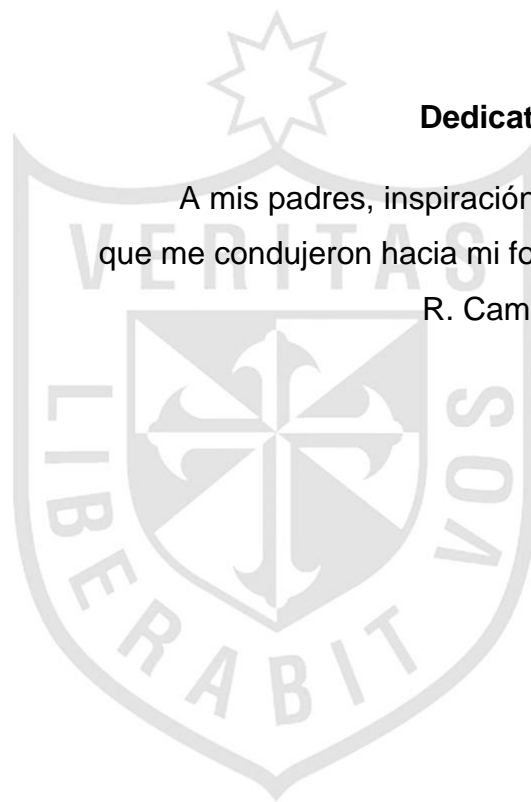 Dedicat
A mis padres, inspiración
que me condujeron hacia mi fo
R. Cam
VERITAS
LIBERABIT
VOS